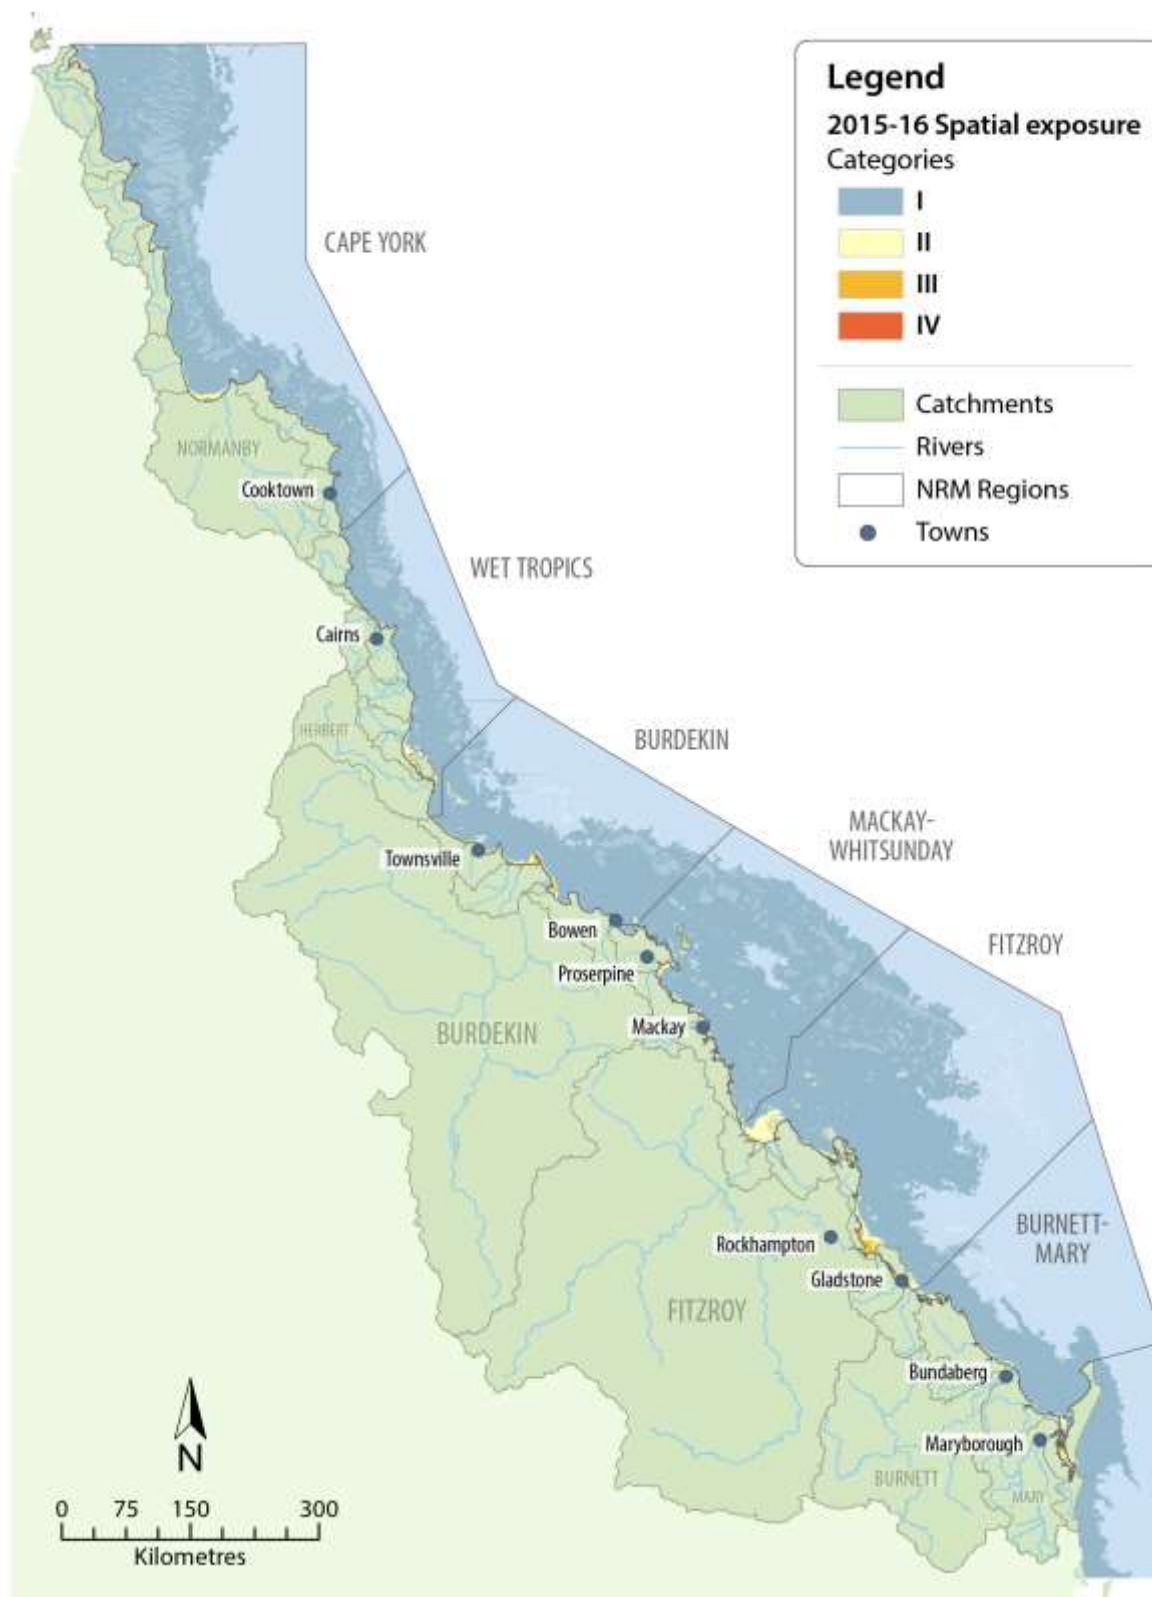 Legend
2015-16 Spatial exposure
Categories
I
II
III
IV
Catchments
Rivers
NRM Regions
Towns
CAPE YORK
NORMANBY
Cooktown
WET TROPICS
Cairns
HERBERT
BURDEKIN
MACKAY-
WHITSUNDAY
Townsville
Bowen
FITZROY
Proserpine
Mackay
BURDEKIN
BURNETT-
MARY
Rockhampton
Gladstone
FITZROY
Bundaberg
Maryborough
BURNETT
MARY
N
0 75 150 300
Kilometres